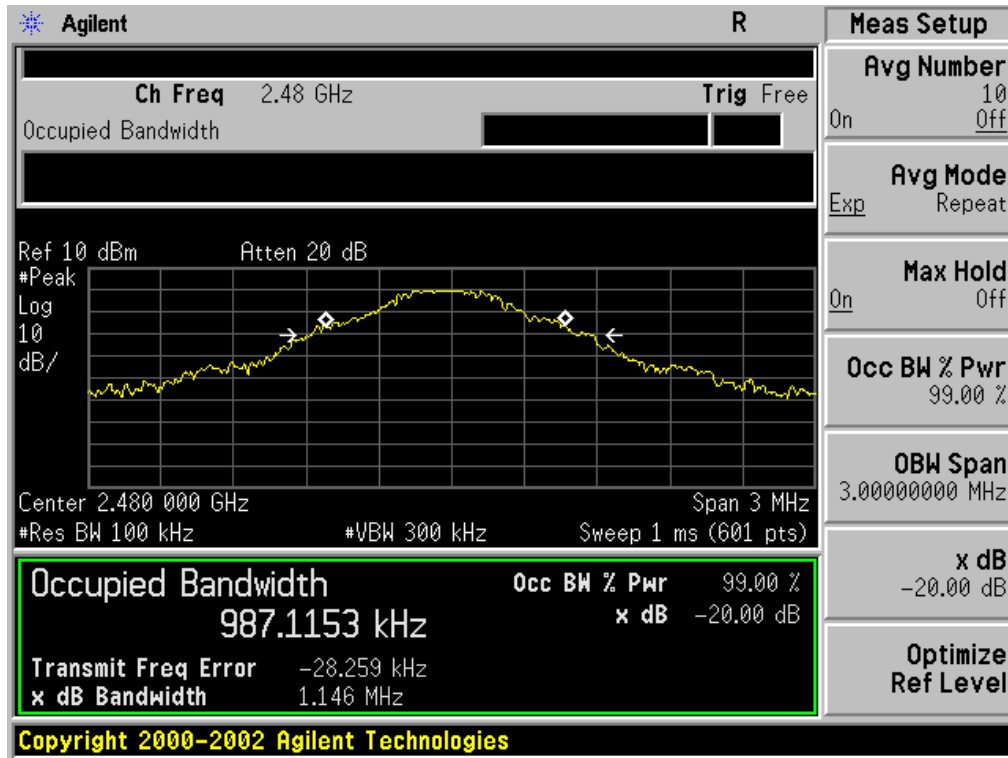 Agilent R
Ch Freq 2.48 GHz Trig Free
Occupied Bandwidth
Ref 10 dBm Atten 20 dB
#Peak
Log
10
dB/
Center 2.480 000 GHz Span 3 MHz
#Res BW 100 kHz #VBW 300 kHz Sweep 1 ms (601 pts)
Occupied Bandwidth Occ BW % Pwr 99.00 %
987.1153 kHz x dB -20.00 dB
Transmit Freq Error -28.259 kHz
x dB Bandwidth 1.146 MHz
Copyright 2000-2002 Agilent Technologies
Meas Setup
Avg Number
10
On Off
Avg Mode
Exp Repeat
Max Hold
On Off
Occ BW % Pwr
99.00 %
OBW Span
3.00000000 MHz
x dB
-20.00 dB
Optimize
Ref Level